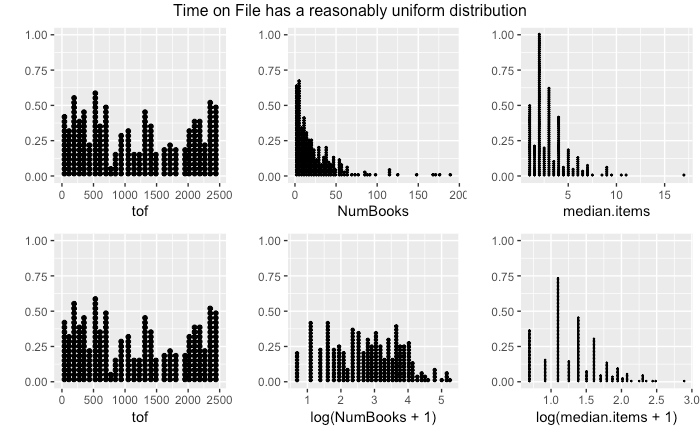 Time on File has a reasonably uniform distribution
1.00
0.75
0.50
0.25
0.00
0 500 1000 1500 2000 2500
tof
1.00
0.75
0.50
0.25
0.00
0 50 100 150 200
NumBooks
1.00
0.75
0.50
0.25
0.00
5 10 15
median.items
1.00
0.75
0.50
0.25
0.00
0 500 1000 1500 2000 2500
tof
1.00
0.75
0.50
0.25
0.00
1 2 3 4 5
log(NumBooks + 1)
1.00
0.75
0.50
0.25
0.00
1.0 1.5 2.0 2.5 3.0
log(median.items + 1)